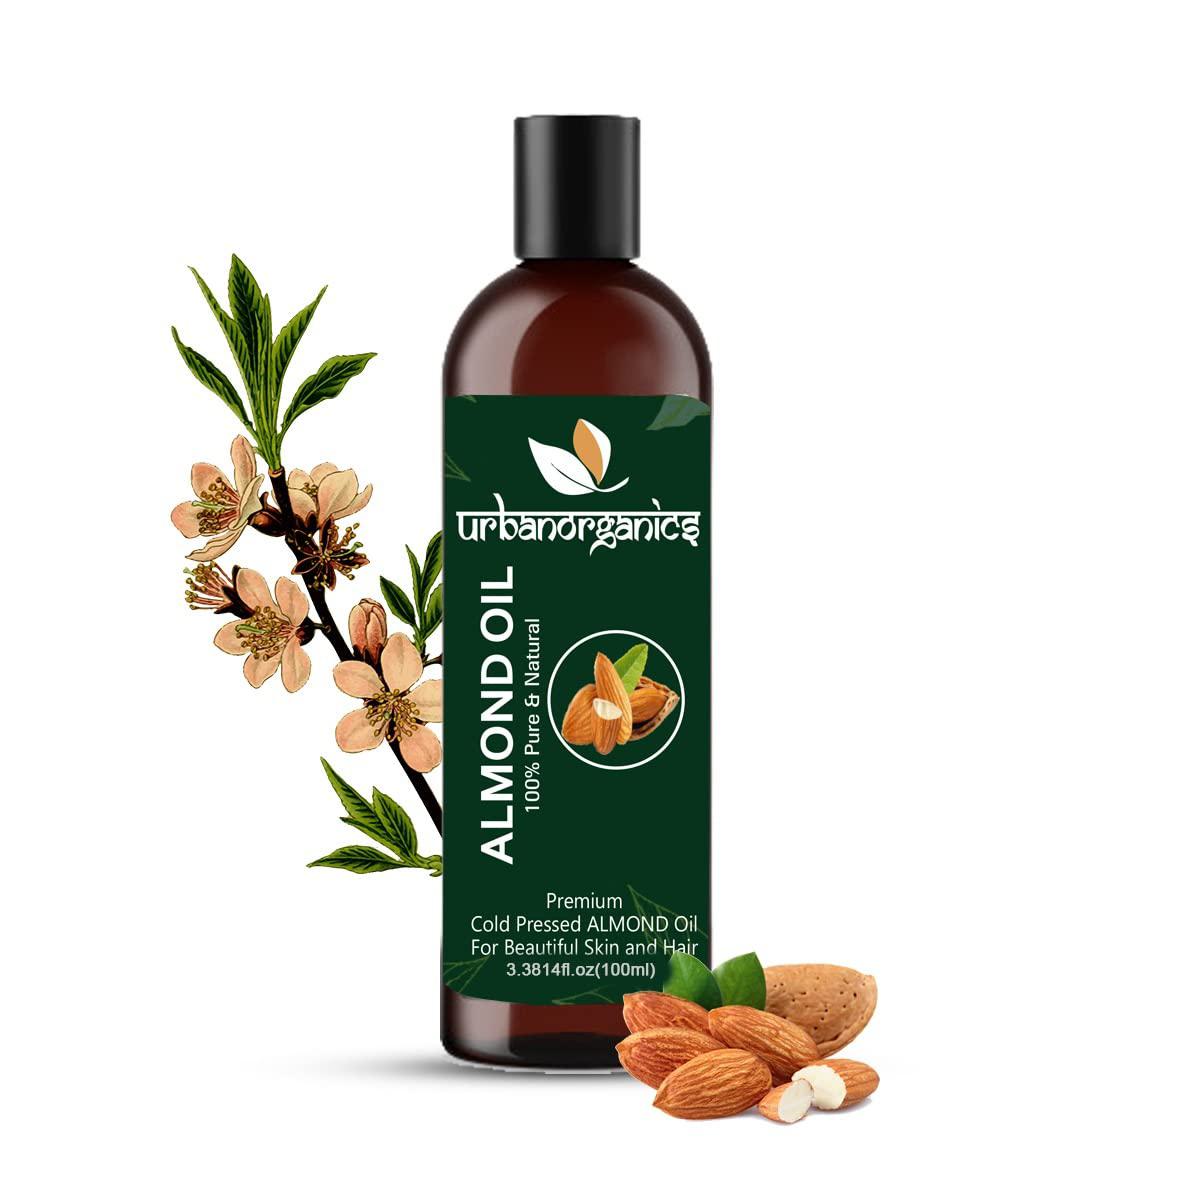 urbanorganics
ALMOND OIL
100% Pure & Natural
Premium
Cold Pressed ALMOND Oil
For Beautiful Skin and Hair
3.3814fl.oz(100ml)